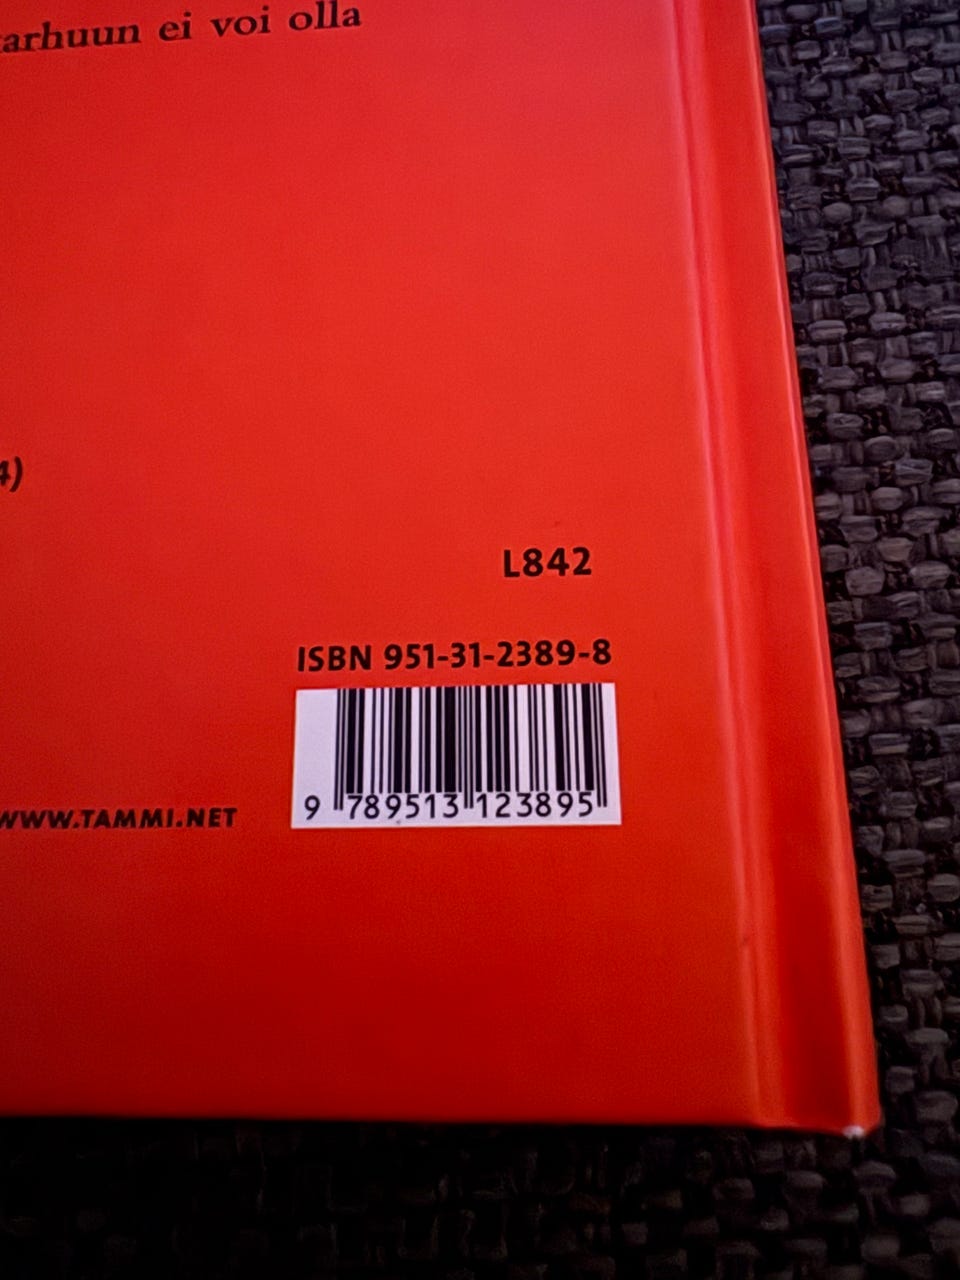 tarhuun ei voi olla
4)
L842
ISBN 951-31-2389-8
WWW.TAMMI.NET
9 789513 123895